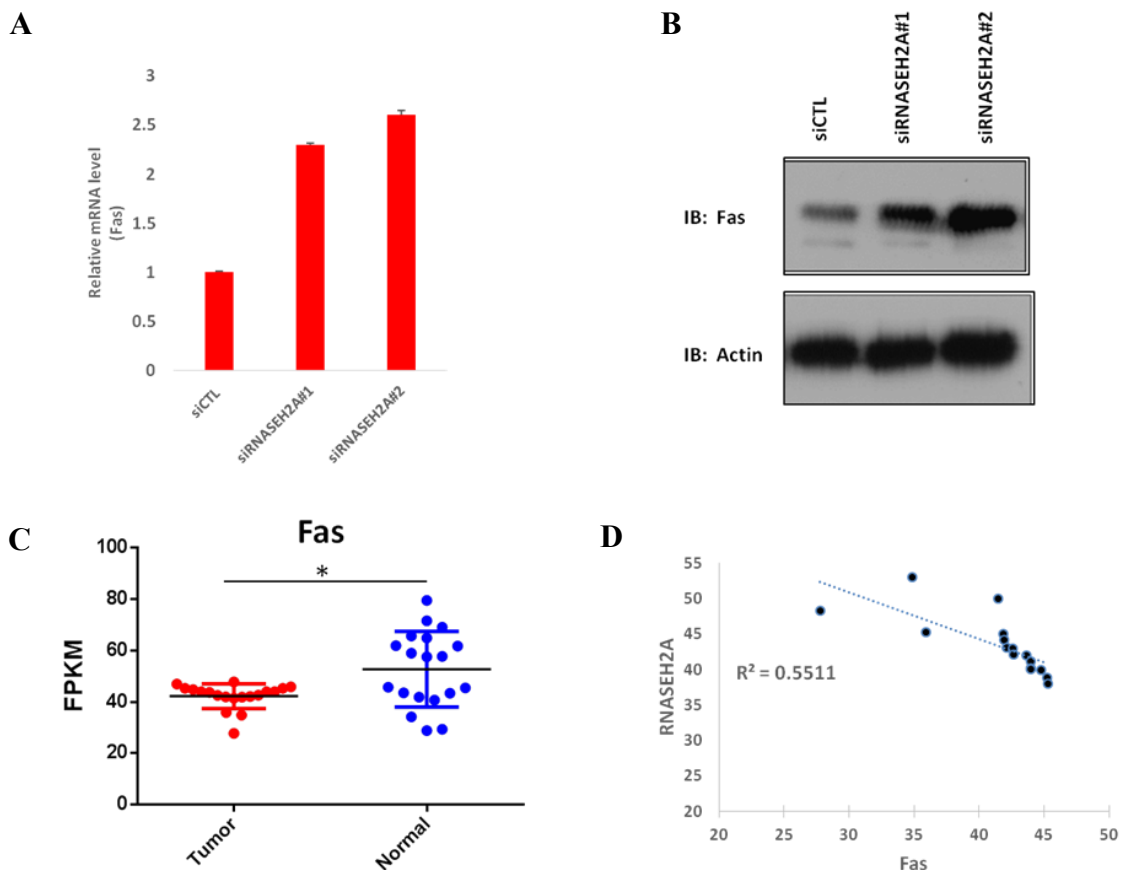 A
Relative mRNA level
(Fas)
3
2.5
2
1.5
1
0.5
0
siCTL
siRNASEH2A#1
siRNASEH2A#2
B
siCTL
siRNASEH2A#1
siRNASEH2A#2
IB: Fas
IB: Actin
C
Fas
*
FPKM
100
80
60
40
20
0
Tumor
Normal
D
RNASEH2A
55
50
45
40
35
30
25
20
R² = 0.5511
20 25 30 35 40 45 50
Fas